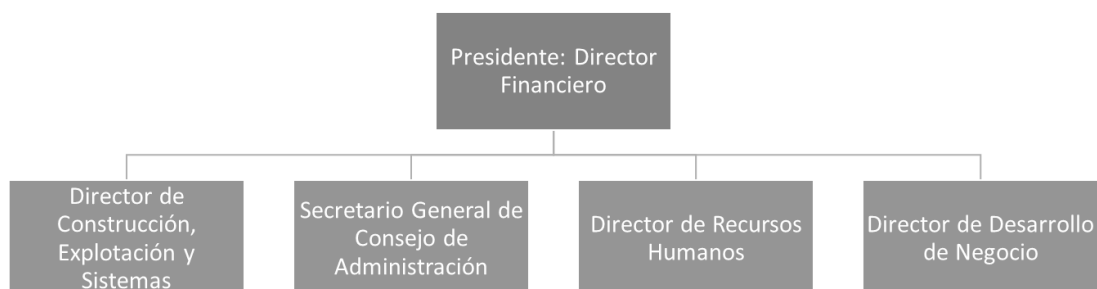 Presidente: Director
Financiero
Director de
Construcción,
Explotación y
Sistemas
Secretario General de
Consejo de
Administración
Director de Recursos
Humanos
Director de Desarrollo
de Negocio